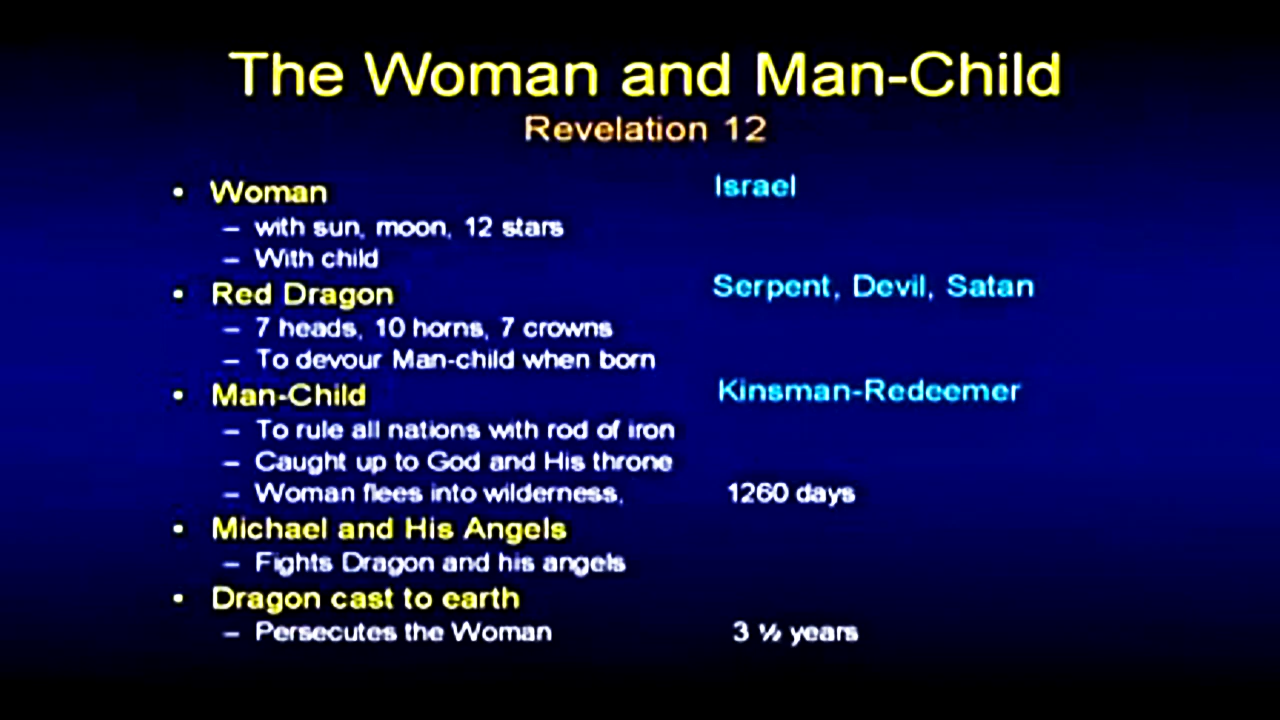 The Woman and Man-Child
Revelation 12
• Woman Israel
– with sun, moon, 12 stars
– With child
• Red Dragon Serpent, Devil, Satan
– 7 heads, 10 horns, 7 crowns
– To devour Man-child when born
• Man-Child Kinsman-Redeemer
– To rule all nations with rod of iron
– Caught up to God and His throne
– Woman flees into wilderness, 1260 days
• Michael and His Angels
– Fights Dragon and his angels
• Dragon cast to earth
– Persecutes the Woman 3 ½ years